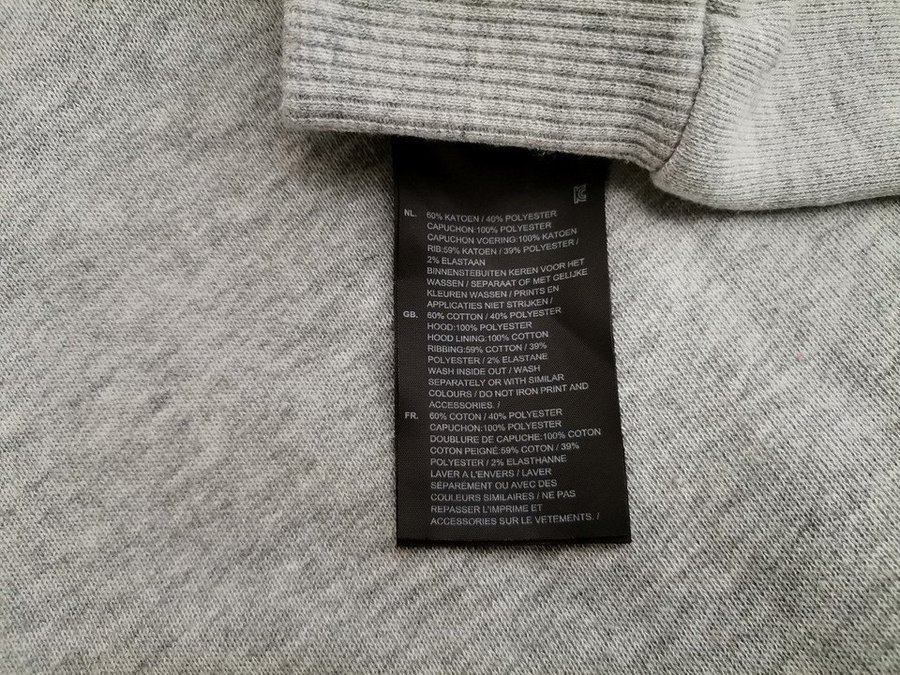 NL. 60% KATOEN / 40% POLYESTER
CAPUCHON:100% POLYESTER
CAPUCHON VOERING:100% KATOEN
RIB:59% KATOEN / 39% POLYESTER /
2% ELASTAAN
BINNENSTEBUITEN KEREN VOOR HET
WASSEN / SEPARAAT OF MET GELIJKE
KLEUREN WASSEN / PRINTS EN
APPLICATIES NIET STRIJKEN /
GB. 60% COTTON / 40% POLYESTER
HOOD:100% POLYESTER
HOOD LINING:100% COTTON
RIBBING:59% COTTON / 39%
POLYESTER / 2% ELASTANE
WASH INSIDE OUT / WASH
SEPARATELY OR WITH SIMILAR
COLOURS / DO NOT IRON PRINT AND
ACCESSORIES. /
FR. 60% COTON / 40% POLYESTER
CAPUCHON:100% POLYESTER
DOUBLURE DE CAPUCHE:100% COTON
COTON PEIGNÉ:59% COTON / 39%
POLYESTER / 2% ELASTHANNE
LAVER A L'ENVERS / LAVER
SÉPAREMENT OU AVEC DES
COULEURS SIMILAIRES / NE PAS
REPASSER L'IMPRIME ET
ACCESSORIES SUR LE VETEMENTS. /